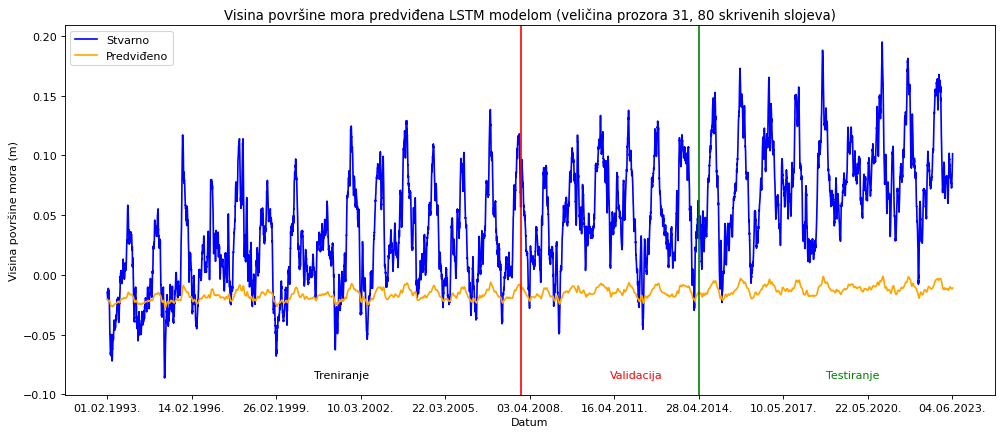 Visina površine mora predviđena LSTM modelom (veličina prozora 31, 80 skrivenih slojeva)
Stvarno
Predviđeno
0.20
0.15
0.10
0.05
0.00
−0.05
−0.10
Visina površine mora (m)
Treniranje
Validacija
Testiranje
01.02.1993. 14.02.1996. 26.02.1999. 10.03.2002. 22.03.2005. 03.04.2008. 16.04.2011. 28.04.2014. 10.05.2017. 22.05.2020. 04.06.2023.
Datum